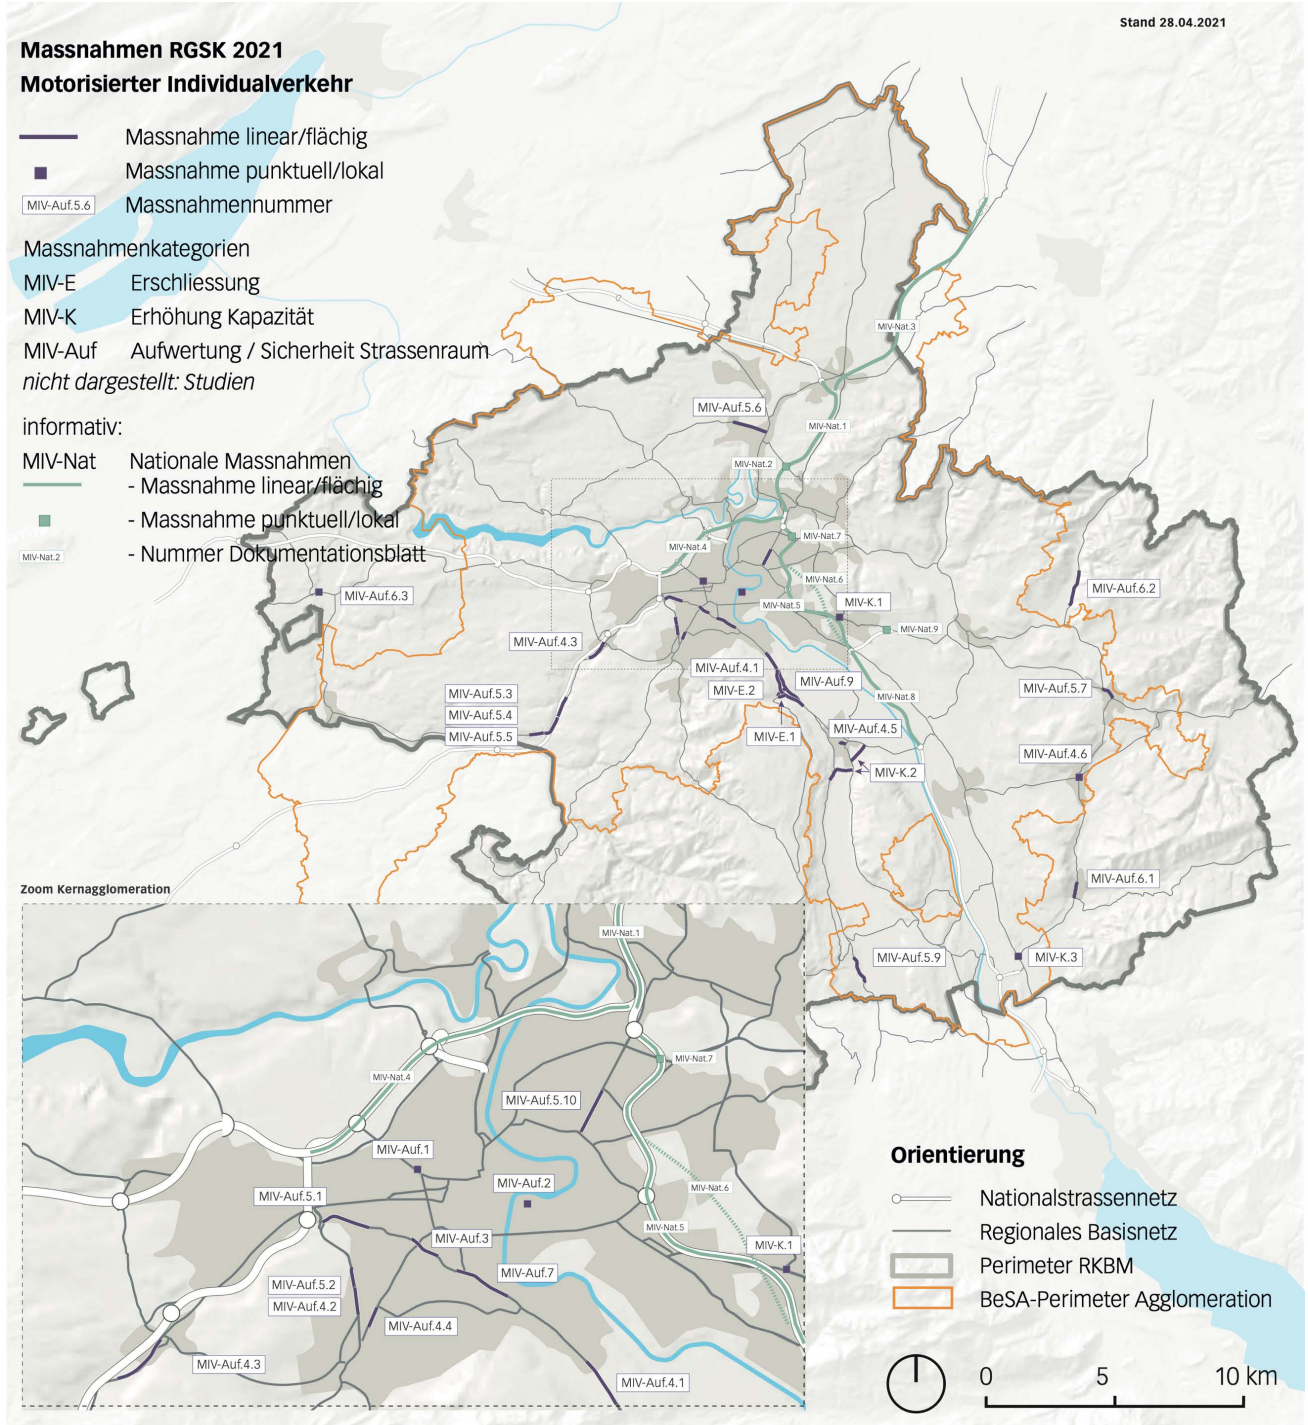 Stand 28.04.2021
Massnahmen RGSK 2021
Motorisierter Individualverkehr
Massnahme linear/flächig
Massnahme punktuell/lokal
MIV-Auf.5.6 Massnahmennummer
Massnahmenkategorien
MIV-E Erschliessung
MIV-K Erhöhung Kapazität
MIV-Auf Aufwertung / Sicherheit Strassenraum
nicht dargestellt: Studien
informativ:
MIV-Nat Nationale Massnahmen
- Massnahme linear/flächig
- Massnahme punktuell/lokal
MIV-Nat.2 - Nummer Dokumentationsblatt
MIV-Nat.3
MIV-Auf.5.6
MIV-Nat.1
MIV-Nat.2
MIV-Nat.7
MIV-Nat.4
MIV-Nat.6
MIV-Auf.6.2
MIV-Auf.6.3
MIV-Nat.5
MIV-K.1
MIV-Nat.9
MIV-Auf.4.3
MIV-Auf.4.1
MIV-Auf.9
MIV-E.2
MIV-Auf.5.7
MIV-Auf.5.3
MIV-Nat.8
MIV-Auf.5.4
MIV-Auf.5.5
MIV-E.1
MIV-Auf.4.5
MIV-Auf.4.6
MIV-K.2
MIV-Auf.6.1
MIV-Auf.5.9
MIV-K.3
Zoom Kernagglomeration
MIV-Nat.1
MIV-Nat.7
MIV-Nat.4
MIV-Auf.5.10
MIV-Auf.1
MIV-Auf.2
MIV-Nat.6
MIV-Auf.5.1
MIV-Nat.5
MIV-Auf.3
MIV-K.1
MIV-Auf.7
MIV-Auf.5.2
MIV-Auf.4.2
MIV-Auf.4.4
MIV-Auf.4.3
MIV-Auf.4.1
Orientierung
Nationalstrassennetz
Regionales Basisnetz
Perimeter RKBM
BeSA-Perimeter Agglomeration
0 5 10 km